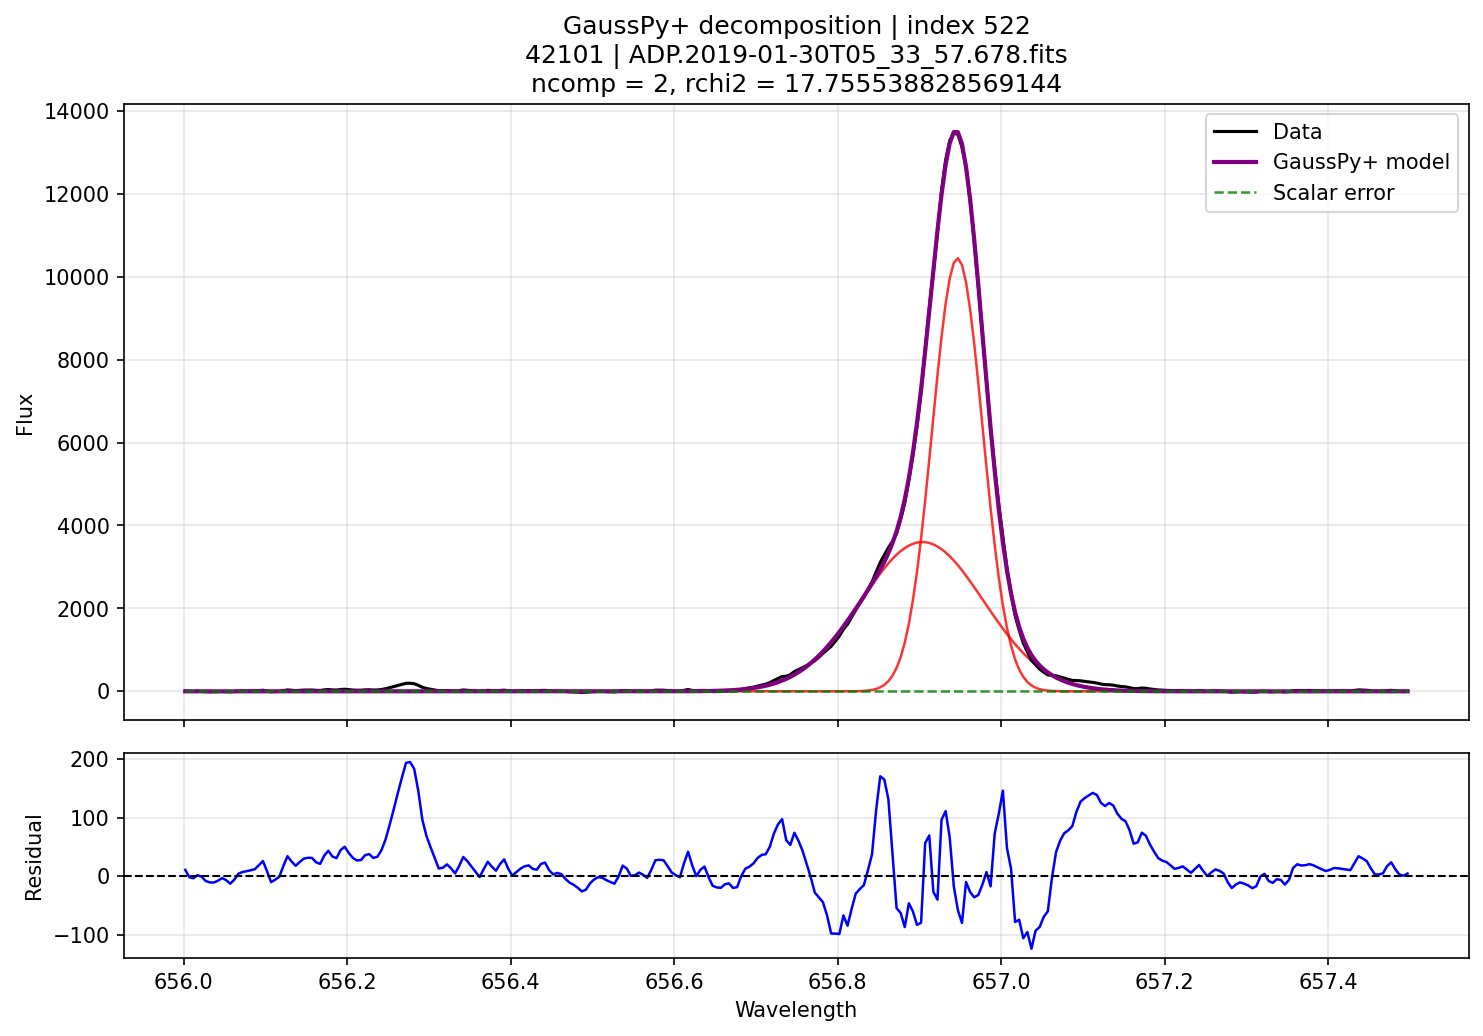 GaussPy+ decomposition | index 522
42101 | ADP.2019-01-30T05_33_57.678.fits
ncomp = 2, rchi2 = 17.755538828569144
14000
12000
10000
8000
6000
4000
2000
0
Flux
Data
GaussPy+ model
Scalar error
200
100
0
−100
Residual
656.0
656.2
656.4
656.6
656.8
657.0
657.2
657.4
Wavelength